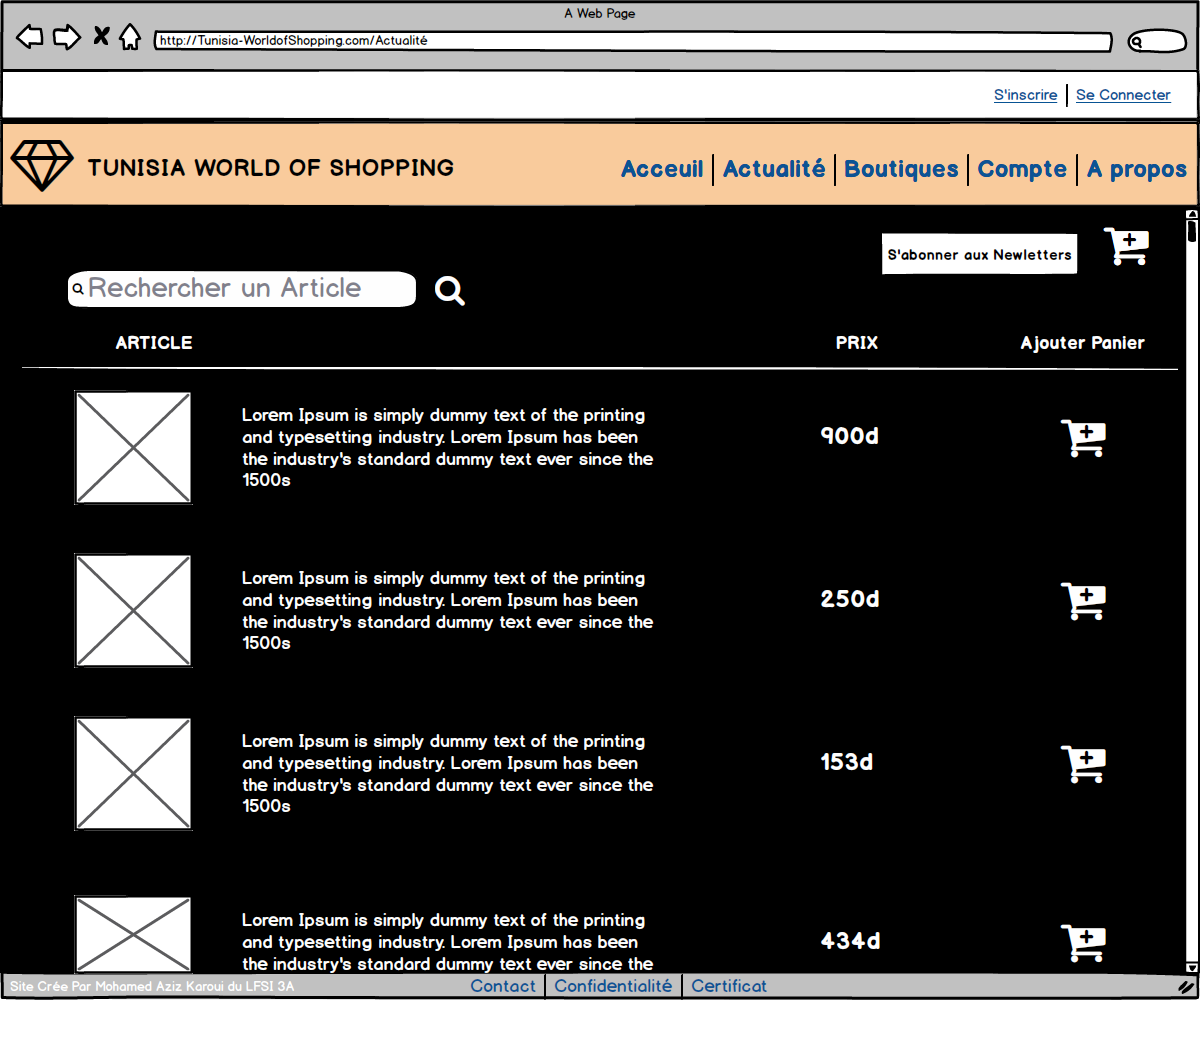 A Web Page
http://Tunisia-WorldofShopping.com/Actualité
S'inscrire
Se Connecter
TUNISIA WORLD OF SHOPPING
Acceuil
Actualité
Boutiques
Compte
A propos
S'abonner aux Newletters
Rechercher un Article
ARTICLE
PRIX
Ajouter Panier
Lorem Ipsum is simply dummy text of the printing
and typesetting industry. Lorem Ipsum has been
the industry's standard dummy text ever since the
1500s
900d
Lorem Ipsum is simply dummy text of the printing
and typesetting industry. Lorem Ipsum has been
the industry's standard dummy text ever since the
1500s
250d
Lorem Ipsum is simply dummy text of the printing
and typesetting industry. Lorem Ipsum has been
the industry's standard dummy text ever since the
1500s
153d
Lorem Ipsum is simply dummy text of the printing
and typesetting industry. Lorem Ipsum has been
the industry's standard dummy text ever since the
434d
Site Crée Par Mohamed Aziz Karoui du LFSI 3A
Contact
Confidentialité
Certificat